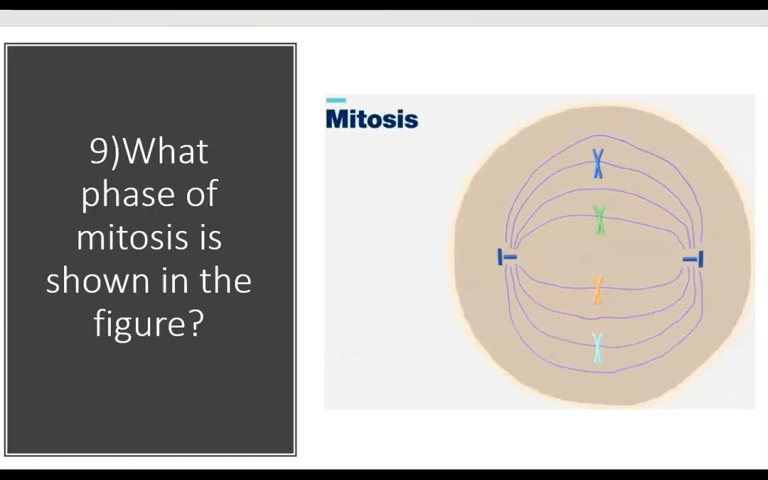 9)What
phase of
mitosis is
shown in the
figure?
Mitosis